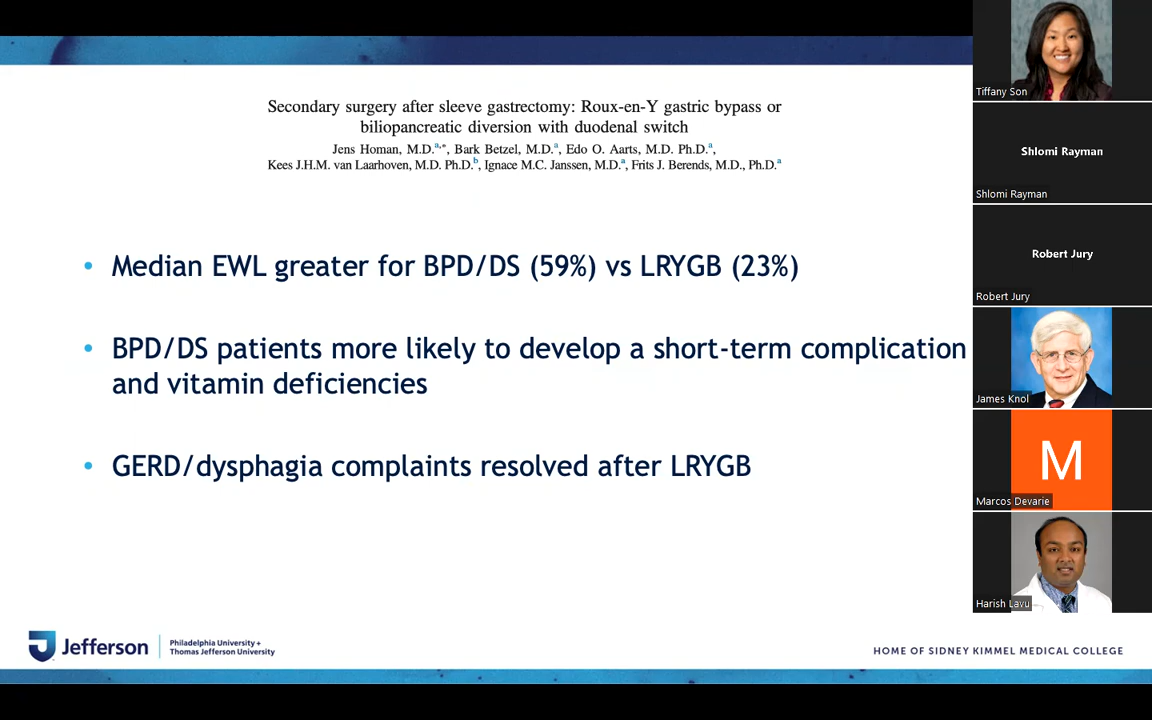 Secondary surgery after sleeve gastrectomy: Roux-en-Y gastric bypass or
biliopancreatic diversion with duodenal switch
Jens Homan, M.D.a,*, Bark Betzel, M.D.a, Edo O. Aarts, M.D. Ph.D.a,
Kees J.H.M. van Laarhoven, M.D. Ph.D.b, Ignace M.C. Janssen, M.D.a, Frits J. Berends, M.D., Ph.D.a
• Median EWL greater for BPD/DS (59%) vs LRYGB (23%)
• BPD/DS patients more likely to develop a short-term complication
and vitamin deficiencies
• GERD/dysphagia complaints resolved after LRYGB
Jefferson
Philadelphia University +
Thomas Jefferson University
HOME OF SIDNEY KIMMEL MEDICAL COLLEGE
Tiffany Son
Shlomi Rayman
Shlomi Rayman
Robert Jury
Robert Jury
James Knol
M
Marcos Devarie
Harish Lavu